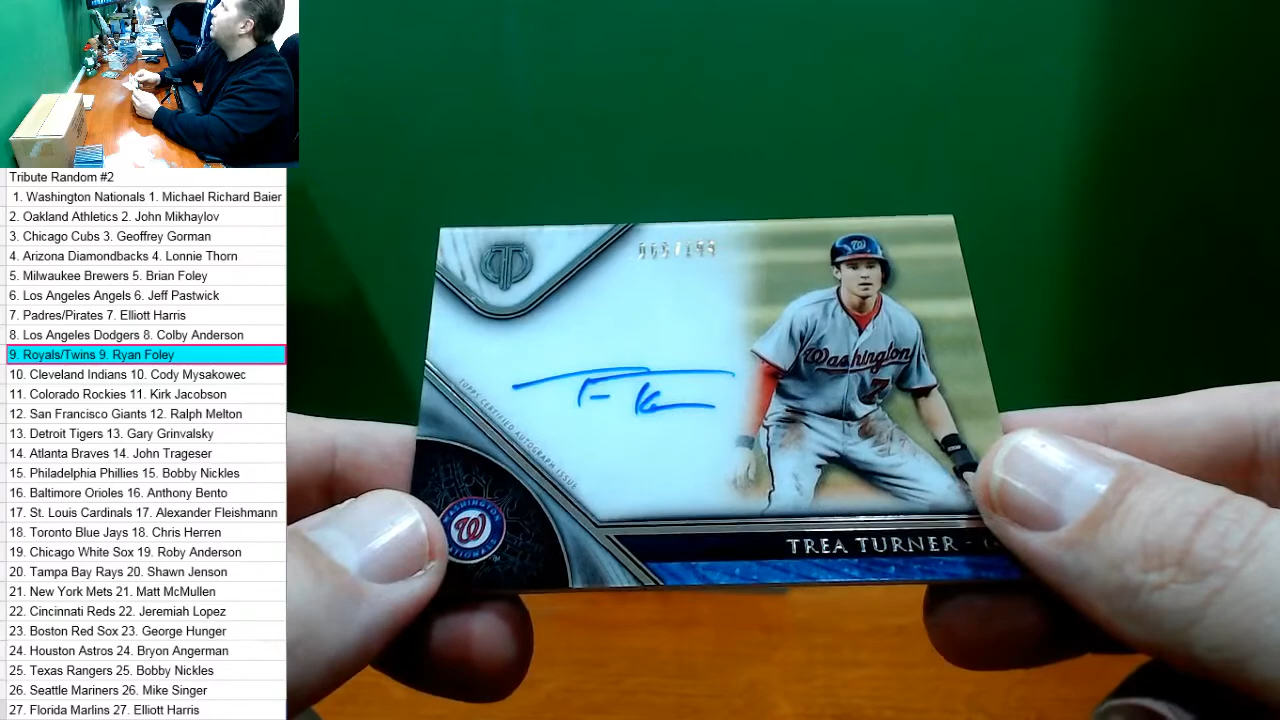 Tribute Random #2
1. Washington Nationals 1. Michael Richard Baier
2. Oakland Athletics 2. John Mikhaylov
3. Chicago Cubs 3. Geoffrey Gorman
4. Arizona Diamondbacks 4. Lonnie Thorn
5. Milwaukee Brewers 5. Brian Foley
6. Los Angeles Angels 6. Jeff Pastwick
7. Padres/Pirates 7. Elliott Harris
8. Los Angeles Dodgers 8. Colby Anderson
9. Royals/Twins 9. Ryan Foley
10. Cleveland Indians 10. Cody Mysakowec
11. Colorado Rockies 11. Kirk Jacobson
12. San Francisco Giants 12. Ralph Melton
13. Detroit Tigers 13. Gary Grinvalsky
14. Atlanta Braves 14. John Trageser
15. Philadelphia Phillies 15. Bobby Nickles
16. Baltimore Orioles 16. Anthony Bento
17. St. Louis Cardinals 17. Alexander Fleishmann
18. Toronto Blue Jays 18. Chris Herren
19. Chicago White Sox 19. Roby Anderson
20. Tampa Bay Rays 20. Shawn Jenson
21. New York Mets 21. Matt McMullen
22. Cincinnati Reds 22. Jeremiah Lopez
23. Boston Red Sox 23. George Hunger
24. Houston Astros 24. Bryon Angerman
25. Texas Rangers 25. Bobby Nickles
26. Seattle Mariners 26. Mike Singer
27. Florida Marlins 27. Elliott Harris
W
Washington
7
TOPPS CERTIFIED AUTOGRAPH ISSUE
WASHINGTON
W
NATIONALS
TREA TURNER -